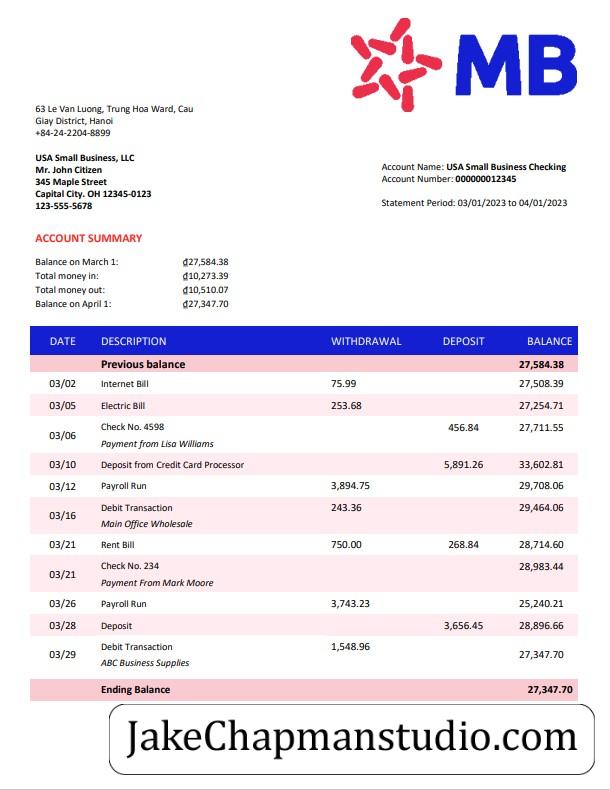 MB
63 Le Van Luong, Trung Hoa Ward, Cau
Giay District, Hanoi
+84-24-2204-8899
USA Small Business, LLC
Mr. John Citizen
345 Maple Street
Capital City. OH 12345-0123
123-555-5678
Account Name: USA Small Business Checking
Account Number: 000000012345
Statement Period: 03/01/2023 to 04/01/2023
ACCOUNT SUMMARY
Balance on March 1: ₫27,584.38
Total money in: ₫10,273.39
Total money out: ₫10,510.07
Balance on April 1: ₫27,347.70
DATE DESCRIPTION WITHDRAWAL DEPOSIT BALANCE
Previous balance 27,584.38
03/02 Internet Bill 75.99 27,508.39
03/05 Electric Bill 253.68 27,254.71
03/06 Check No. 4598 456.84 27,711.55
Payment from Lisa Williams
03/10 Deposit from Credit Card Processor 5,891.26 33,602.81
03/12 Payroll Run 3,894.75 29,708.06
03/16 Debit Transaction 243.36 29,464.06
Main Office Wholesale
03/21 Rent Bill 750.00 268.84 28,714.60
03/21 Check No. 234 28,983.44
Payment From Mark Moore
03/26 Payroll Run 3,743.23 25,240.21
03/28 Deposit 3,656.45 28,896.66
03/29 Debit Transaction 1,548.96 27,347.70
ABC Business Supplies
Ending Balance 27,347.70
JakeChapmanstudio.com